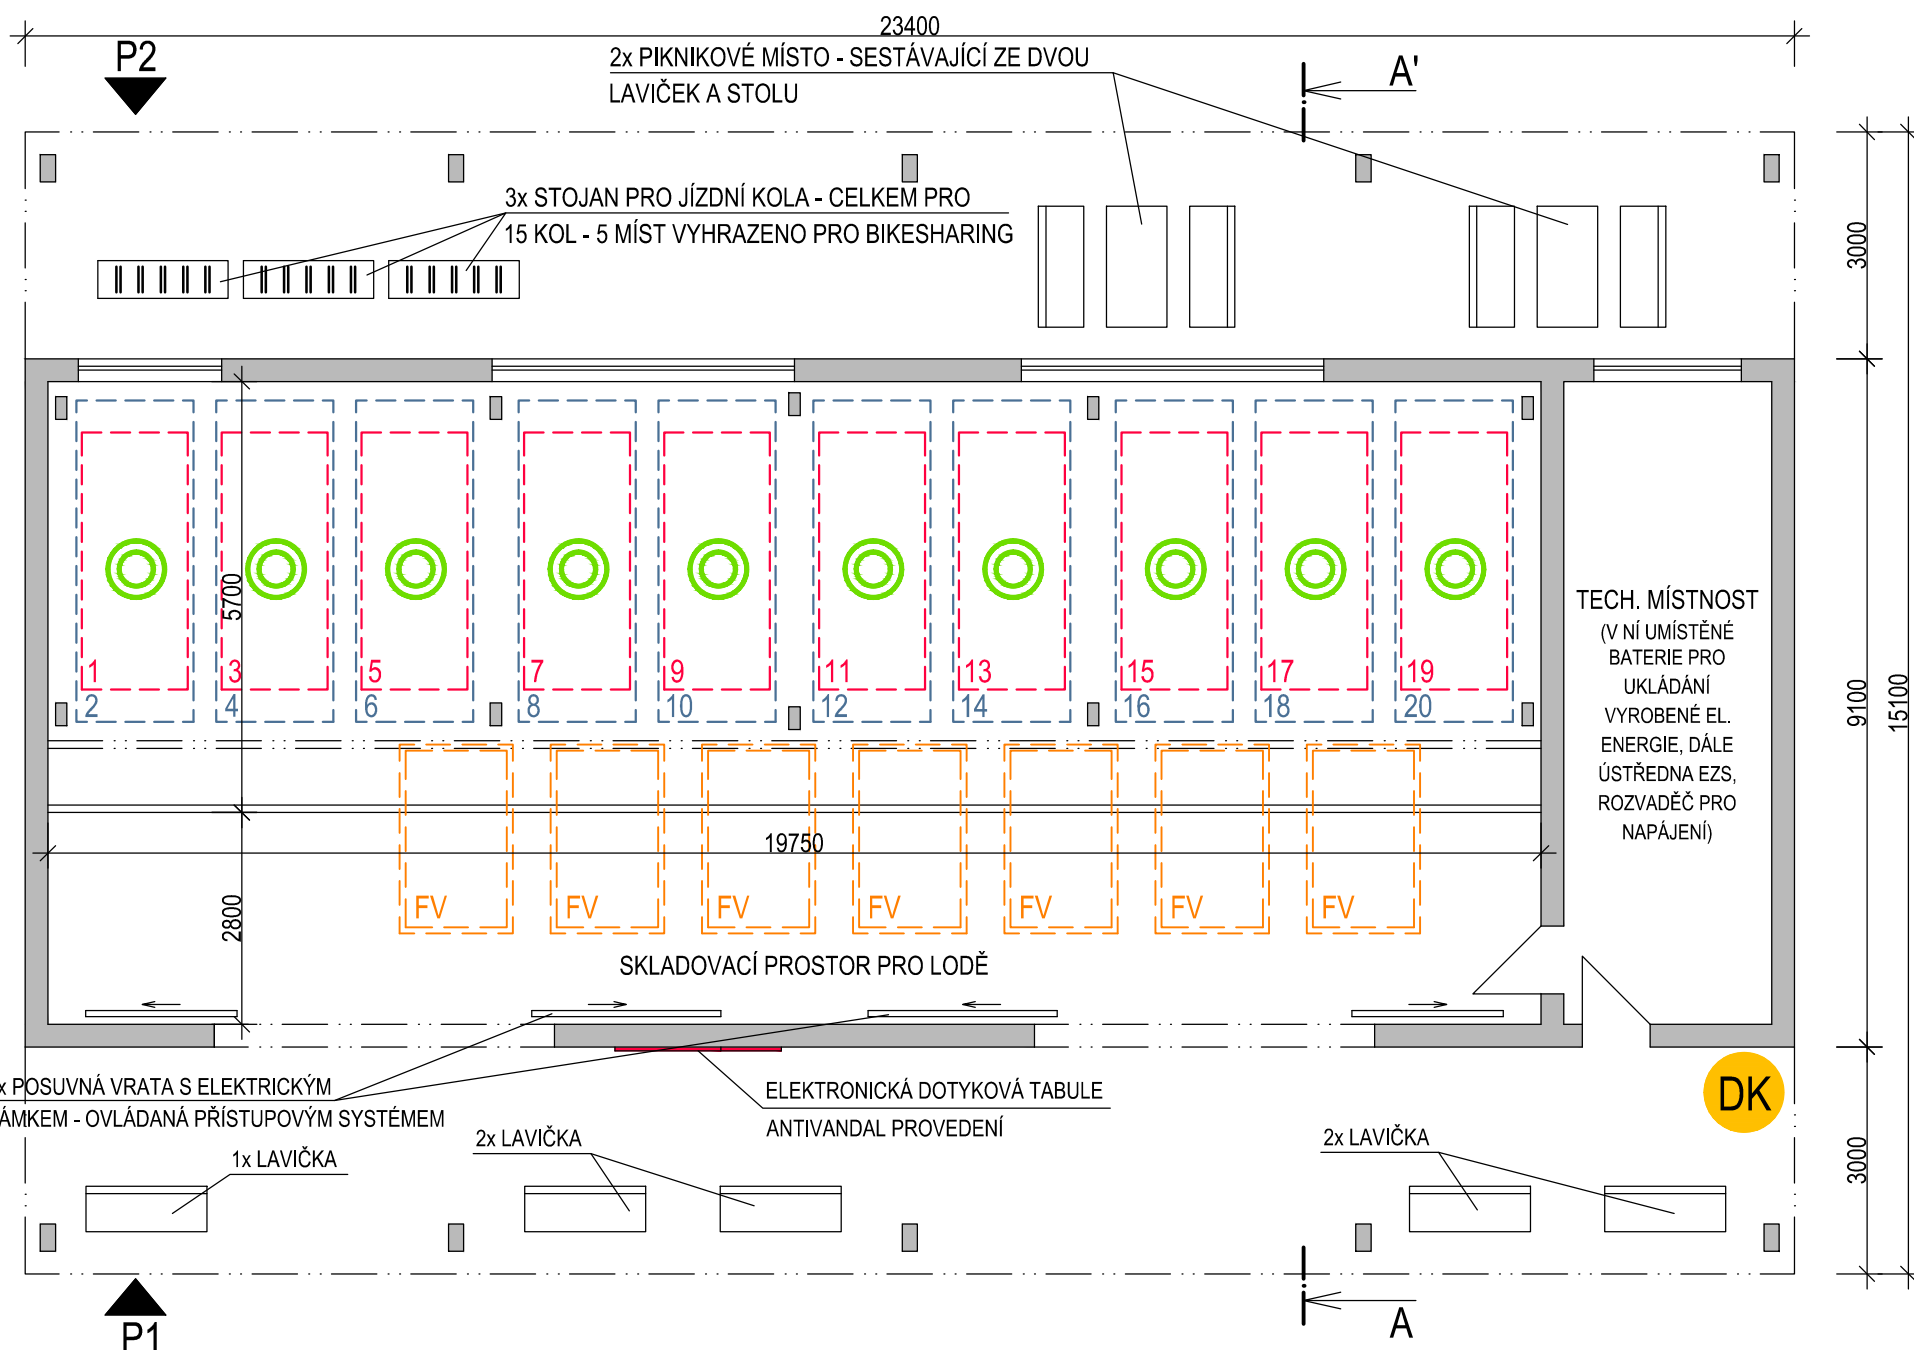 23400
P2
2x PIKNIKOVÉ MÍSTO - SESTÁVAJÍCÍ ZE DVOU
LAVIČEK A STOLU
A'
3x STOJAN PRO JÍZDNÍ KOLA - CELKEM PRO
15 KOL - 5 MÍST VYHRAZENO PRO BIKESHARING
3000
5700
TECH. MÍSTNOST
(V NÍ UMÍSTĚNÉ
BATERIE PRO
UKLÁDÁNÍ
VYROBENÉ EL.
ENERGIE, DÁLE
ÚSTŘEDNA EZS,
ROZVADĚČ PRO
NAPÁJENÍ)
1 3 5 7 9 11 13 15 17 19
2 4 6 8 10 12 14 16 18 20
9100
15100
19750
2800
FV FV FV FV FV FV FV
SKLADOVACÍ PROSTOR PRO LODĚ
x POSUVNÁ VRATA S ELEKTRICKÝM
ÁMKEM - OVLÁDANÁ PŘÍSTUPOVÝM SYSTÉMEM
ELEKTRONICKÁ DOTYKOVÁ TABULE
ANTIVANDAL PROVEDENÍ
DK
1x LAVIČKA
2x LAVIČKA
2x LAVIČKA
3000
P1
A